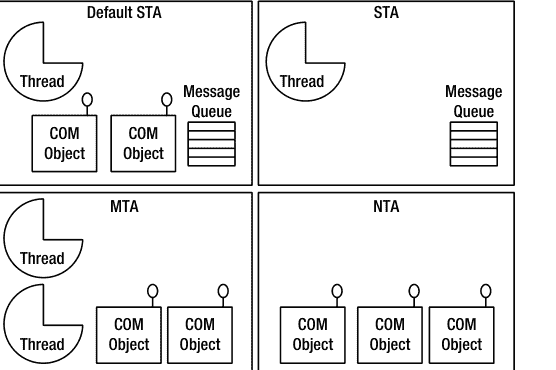 Default STA
Thread
Message
Queue
COM
Object
COM
Object
STA
Thread
Message
Queue
MTA
Thread
Thread
COM
Object
COM
Object
NTA
COM
Object
COM
Object
COM
Object